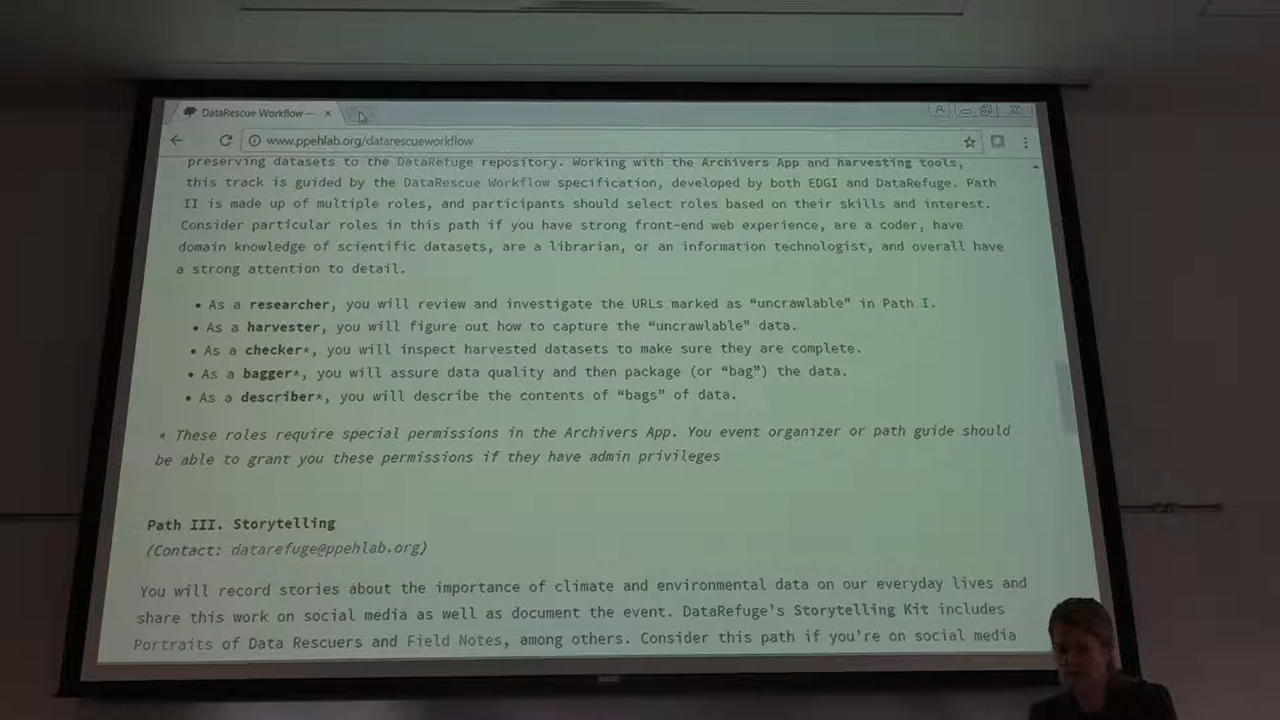 DataRescue Workflow —
www.ppehlab.org/datarescueworkflow
preserving datasets to the DataRefuge repository. Working with the Archivers App and harvesting tools,
this track is guided by the DataRescue Workflow specification, developed by both EDGI and DataRefuge. Path
II is made up of multiple roles, and participants should select roles based on their skills and interest.
Consider particular roles in this path if you have strong front-end web experience, are a coder, have
domain knowledge of scientific datasets, are a librarian, or an information technologist, and overall have
a strong attention to detail.
• As a researcher, you will review and investigate the URLs marked as “uncrawlable” in Path I.
• As a harvester, you will figure out how to capture the “uncrawlable” data.
• As a checker*, you will inspect harvested datasets to make sure they are complete.
• As a bagger*, you will assure data quality and then package (or “bag”) the data.
• As a describer*, you will describe the contents of “bags” of data.
* These roles require special permissions in the Archivers App. You event organizer or path guide should
be able to grant you these permissions if they have admin privileges
Path III. Storytelling
(Contact: datarefuge@ppehlab.org)
You will record stories about the importance of climate and environmental data on our everyday lives and
share this work on social media as well as document the event. DataRefuge's Storytelling Kit includes
Portraits of Data Rescuers and Field Notes, among others. Consider this path if you're on social media